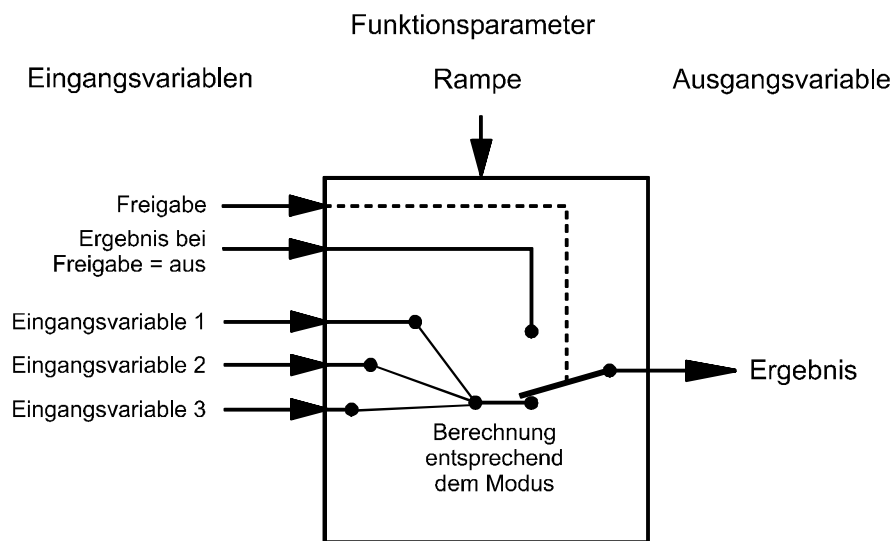 Funktionsparameter
Eingangsvariablen
Rampe
Ausgangsvariable
Freigabe
Ergebnis bei
Freigabe = aus
Eingangsvariable 1
Eingangsvariable 2
Eingangsvariable 3
Ergebnis
Berechnung
entsprechend
dem Modus